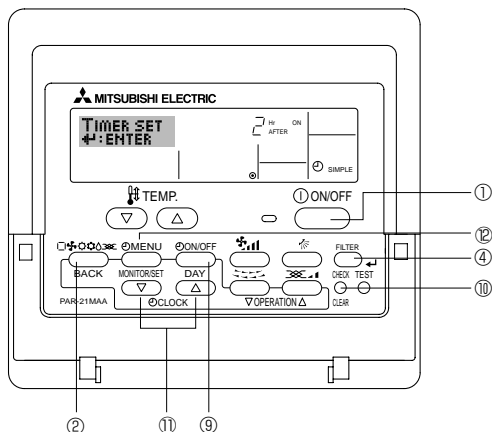 MITSUBISHI ELECTRIC
TIMER SET
↵:ENTER
2 Hr ON
AFTER
SIMPLE
TEMP.
ON/OFF
①
⑫
MENU
ON/OFF
FILTER
④
BACK
MONITOR/SET
DAY
CHECK TEST
PAR-21MAA
CLOCK
▽OPERATION△
CLEAR
⑩
②
⑪
⑨